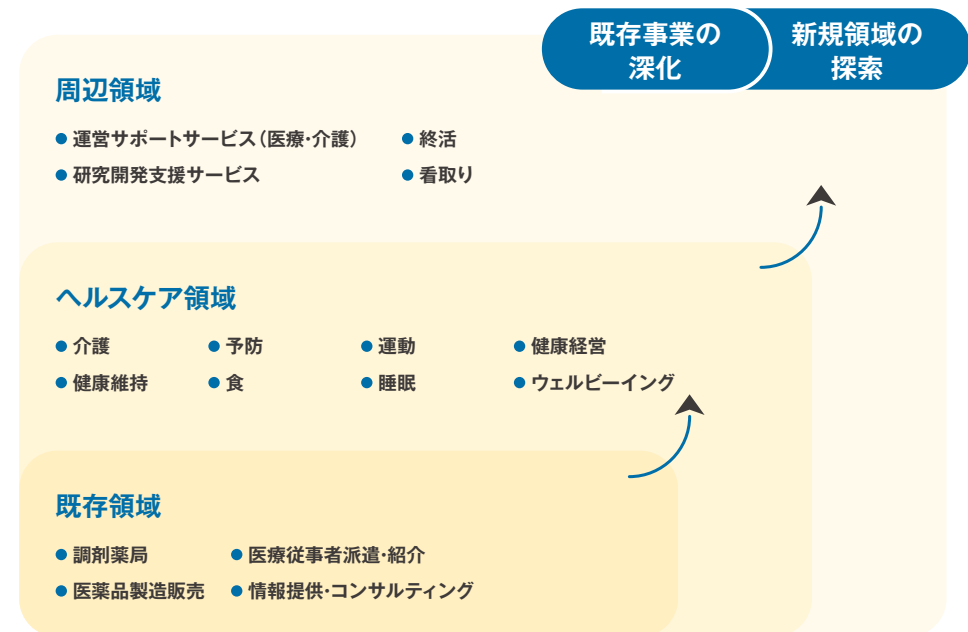 既存事業の
深化
新規領域の
探索
周辺領域
運営サポートサービス（医療・介護）
終活
研究開発支援サービス
看取り
ヘルスケア領域
介護
予防
運動
健康経営
健康維持
食
睡眠
ウェルビーイング
既存領域
調剤薬局
医療従事者派遣・紹介
医薬品製造販売
情報提供・コンサルティング